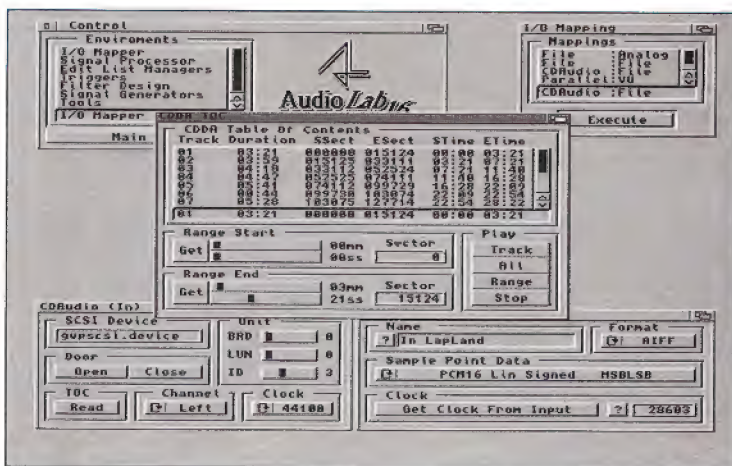 Control
Enviroments
I/O Mapper
Signal Processor
Edit List Managers
Triggers
Filter Design
Signal Generators
Tools
I/O Mapper
Main
Audio Lab16
I/O Mapping
Mappings
File :Analog
File :File
CDAudio :File
Parallel:VU
CDAudio :File
Execute
CDDA TOC
CDDA Table Of Contents
Track Duration SSect ESect STime ETime
01 03:21 000000 015124 00:00 03:21
02 03:59 015125 033111 03:21 07:21
03 04:18 033112 052524 07:21 11:40
04 04:47 052525 074111 11:40 16:28
05 05:41 074112 099729 16:28 22:09
06 00:44 099730 103074 22:09 22:54
07 05:28 103075 127714 22:54 28:22
01 03:21 000000 015124 00:00 03:21
Range Start
Get 00mm Sector
00ss 0
Range End
Get 03mm Sector
21ss 15124
Play
Track
All
Range
Stop
CDAudio (In)
SCSI Device
gvpscsi.device
Door
Open Close
TOC
Read
Channel
Left
Unit
BRD 0
LUN 0
ID 3
Clock
44100
Name
? In LapLand
Format
AIFF
Sample Point Data
PCM16 Lin Signed MSBLSB
Clock
Get Clock From Input ? 28603